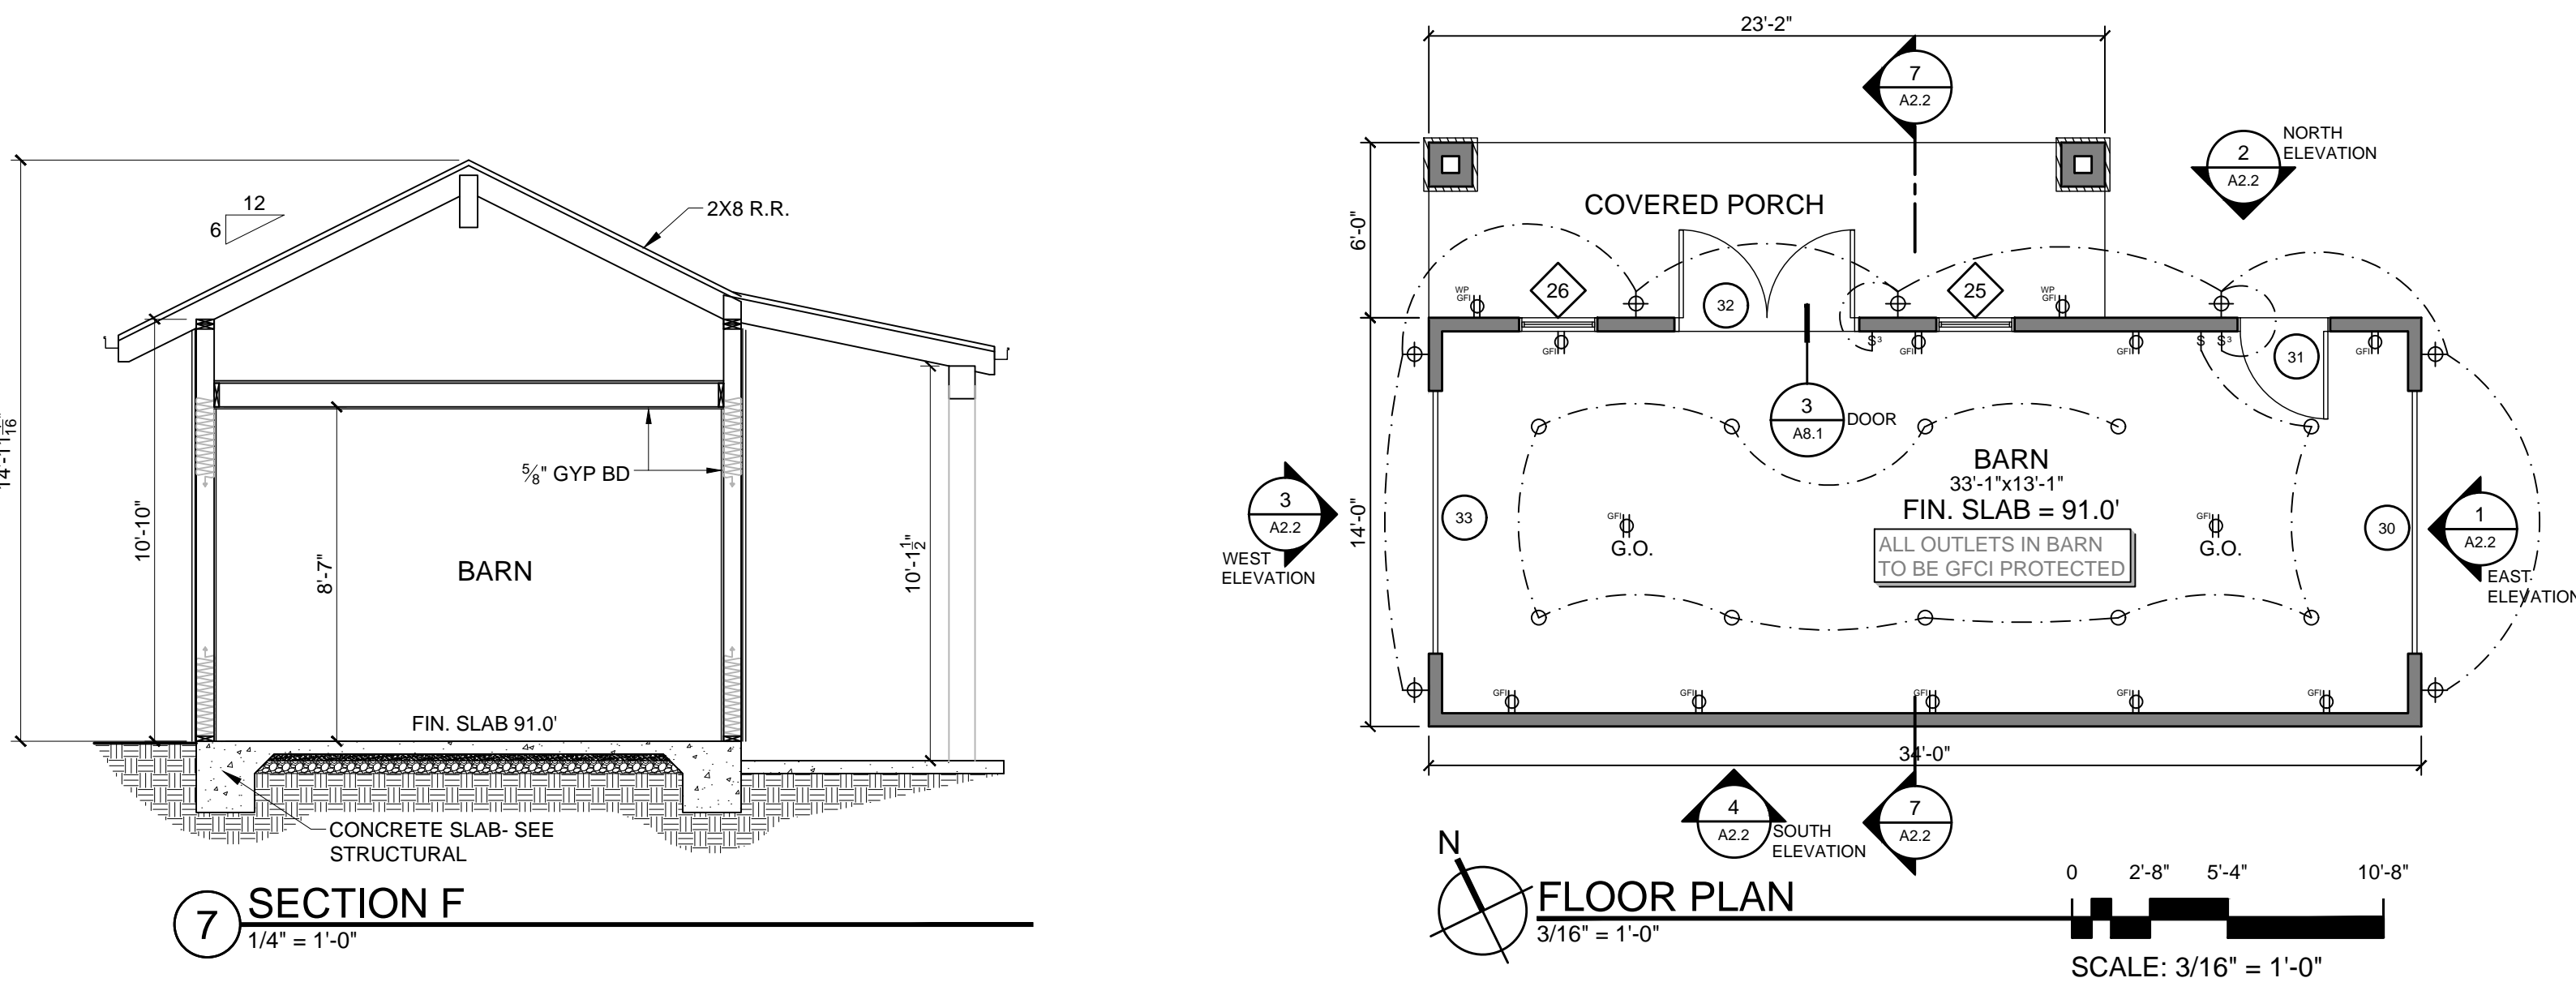 12
6
2X8 R.R.
10'-10"
8'-7"
5/8" GYP BD
BARN
10'-1 1/2"
FIN. SLAB 91.0'
CONCRETE SLAB- SEE
STRUCTURAL
7
SECTION F
1/4" = 1'-0"
23'-2"
7
A2.2
2
A2.2
NORTH
ELEVATION
COVERED PORCH
6'-0"
WP
GFI
26
32
25
WP
GFI
GFI
S3
GFI
GFI
S
S3
31
GFI
3
A8.1
DOOR
BARN
33'-1"x13'-1"
FIN. SLAB = 91.0'
ALL OUTLETS IN BARN
TO BE GFCI PROTECTED
3
A2.2
WEST
ELEVATION
14'-0"
33
GFI
G.O.
GFI
G.O.
30
1
A2.2
EAST
ELEVATION
GFI
GFI
GFI
GFI
GFI
34'-0"
4
A2.2
SOUTH
ELEVATION
7
A2.2
N
FLOOR PLAN
3/16" = 1'-0"
0 2'-8" 5'-4" 10'-8"
SCALE: 3/16" = 1'-0"